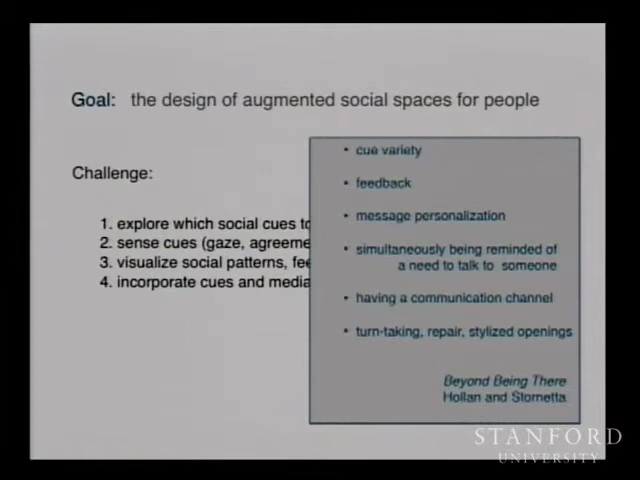 Goal: the design of augmented social spaces for people
Challenge:
1. explore which social cues to
2. sense cues (gaze, agreeme
3. visualize social patterns, fee
4. incorporate cues and media
• cue variety
• feedback
• message personalization
• simultaneously being reminded of
a need to talk to someone
• having a communication channel
• turn-taking, repair, stylized openings
Beyond Being There
Hollan and Stornetta
STANFORD
UNIVERSITY